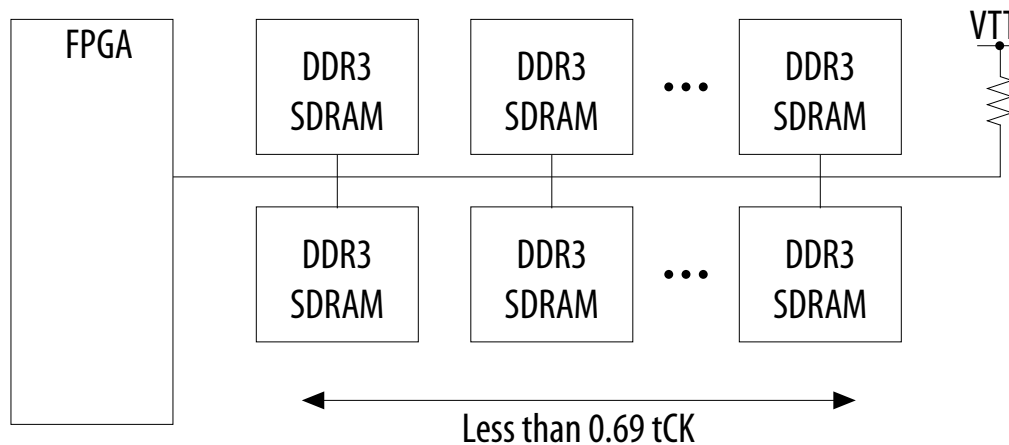 FPGA
DDR3
SDRAM
DDR3
SDRAM
•••
DDR3
SDRAM
VTT
DDR3
SDRAM
DDR3
SDRAM
•••
DDR3
SDRAM
Less than 0.69 tCK